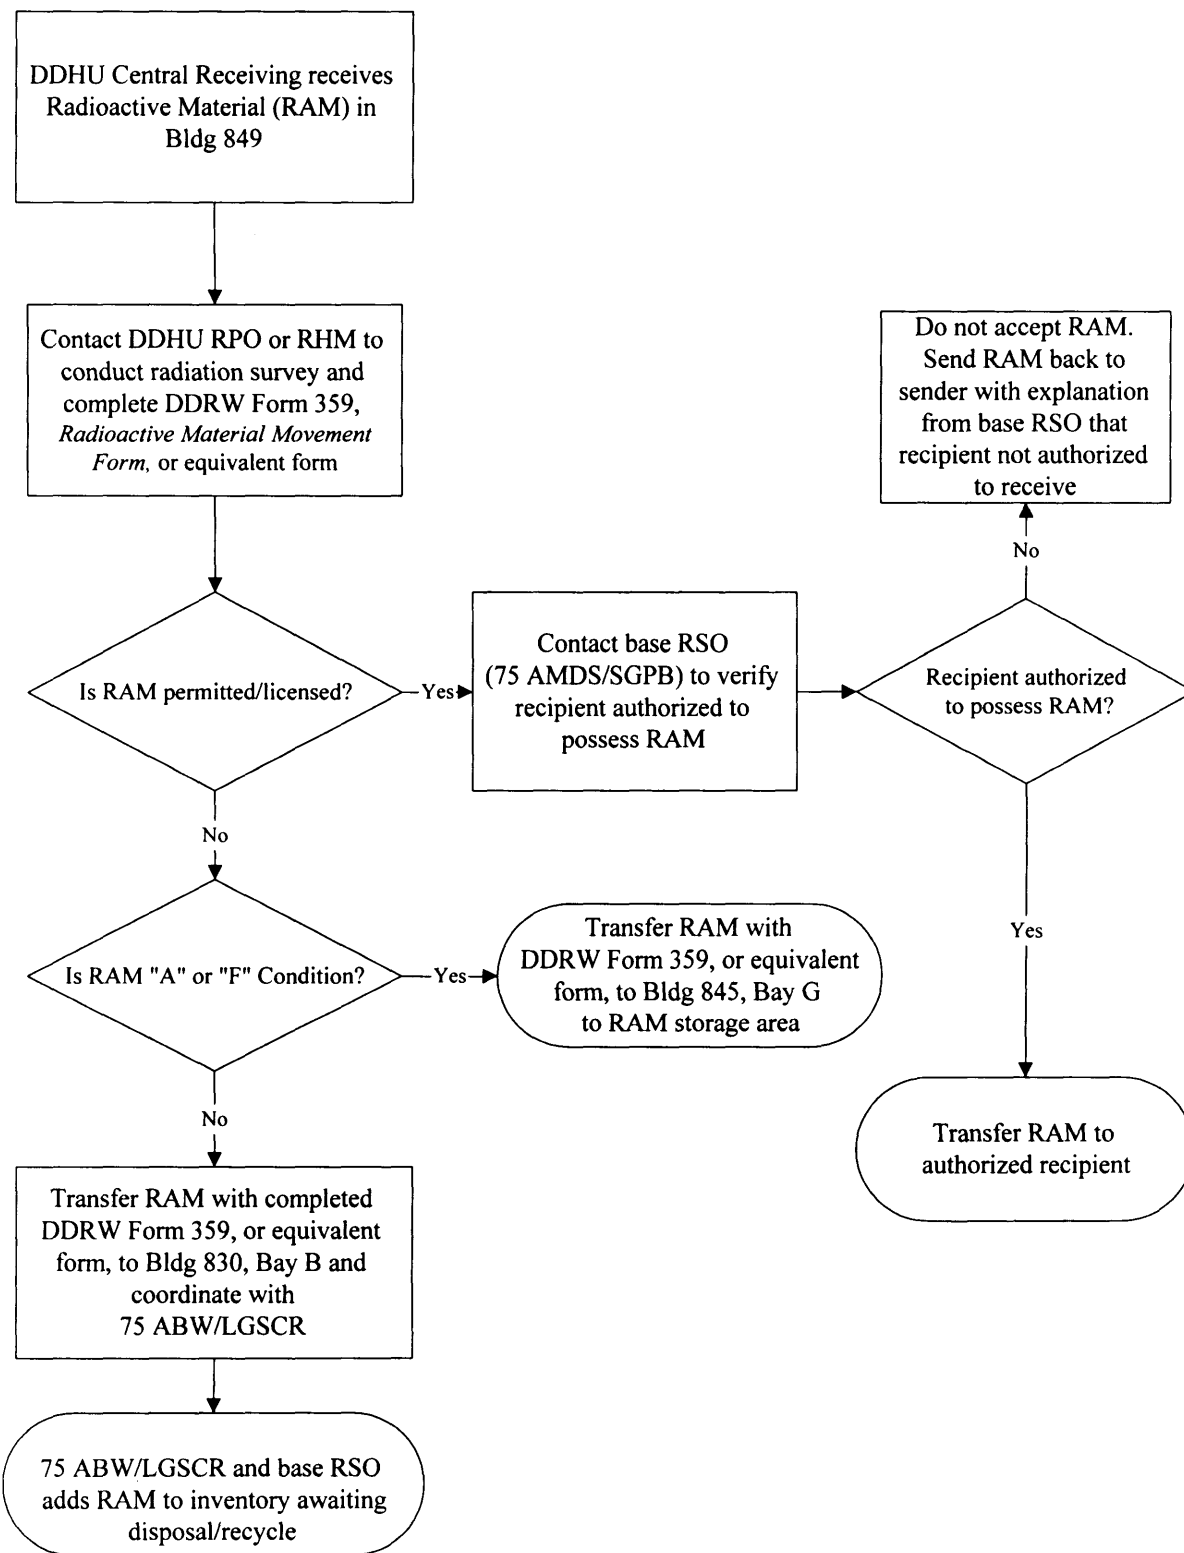 DDHU Central Receiving receives
Radioactive Material (RAM) in
Bldg 849
Contact DDHU RPO or RHM to
conduct radiation survey and
complete DDRW Form 359,
Radioactive Material Movement
Form, or equivalent form
Do not accept RAM.
Send RAM back to
sender with explanation
from base RSO that
recipient not authorized
to receive
No
Is RAM permitted/licensed?
Yes
Contact base RSO
(75 AMDS/SGPB) to verify
recipient authorized to
possess RAM
Recipient authorized
to possess RAM?
No
Yes
Is RAM "A" or "F" Condition?
Yes
Transfer RAM with
DDRW Form 359, or equivalent
form, to Bldg 845, Bay G
to RAM storage area
No
Transfer RAM to
authorized recipient
Transfer RAM with completed
DDRW Form 359, or equivalent
form, to Bldg 830, Bay B and
coordinate with
75 ABW/LGSCR
75 ABW/LGSCR and base RSO
adds RAM to inventory awaiting
disposal/recycle